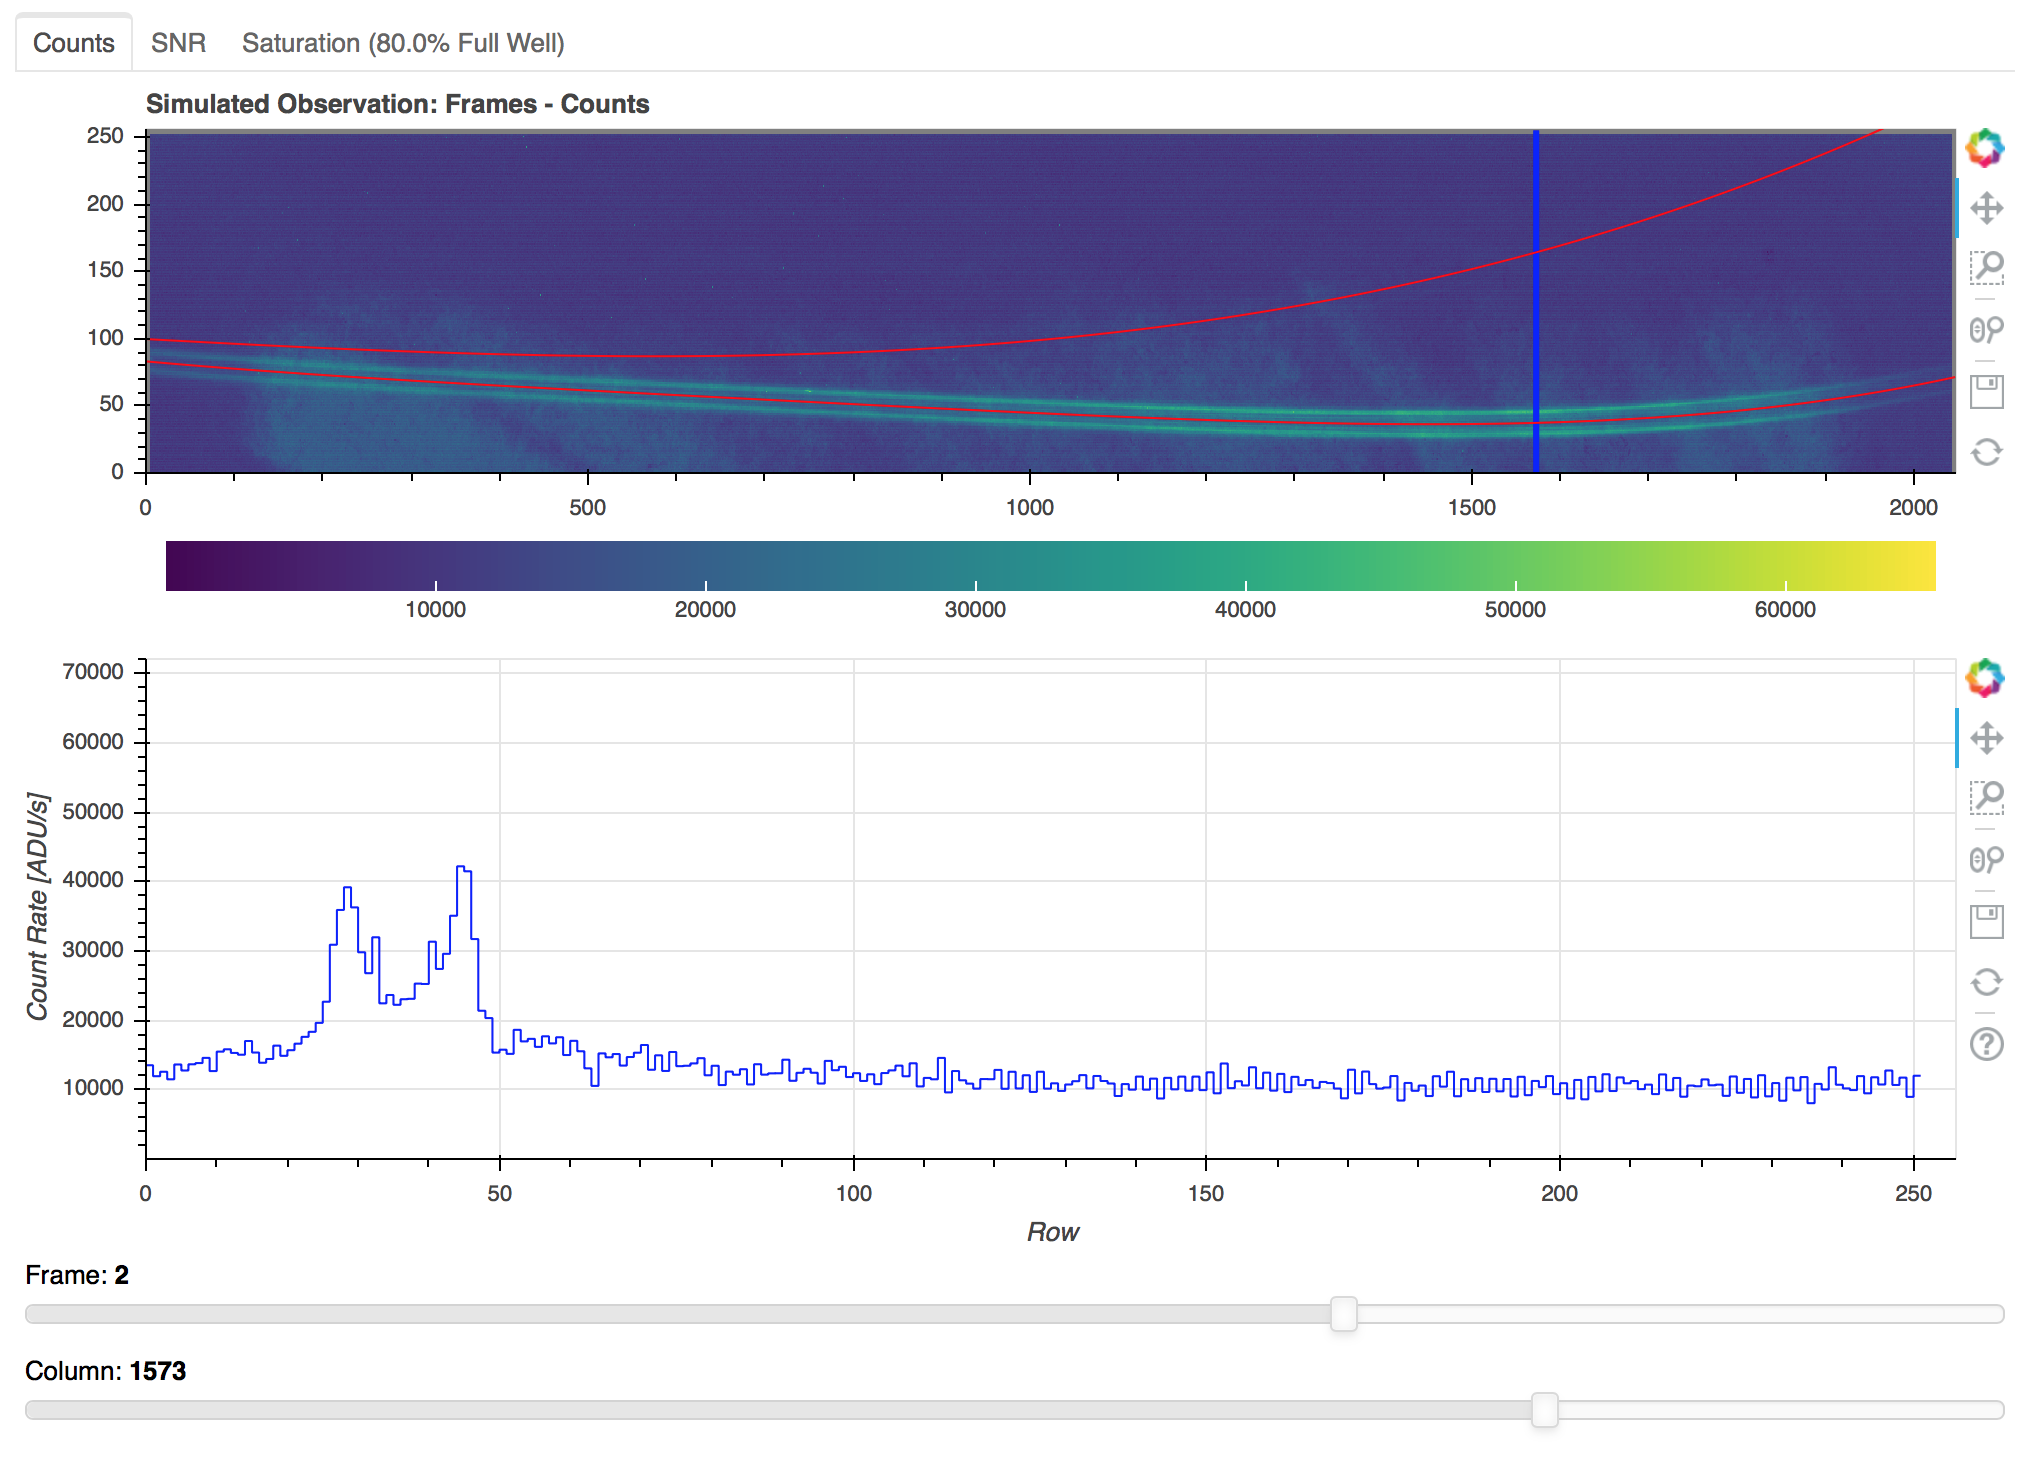 Counts SNR Saturation (80.0% Full Well)
Simulated Observation: Frames - Counts
250
200
150
100
50
0
0 500 1000 1500 2000
10000 20000 30000 40000 50000 60000
70000
60000
50000
40000
30000
20000
10000
Count Rate [ADU/s]
0 50 100 150 200 250
Row
Frame: 2
Column: 1573